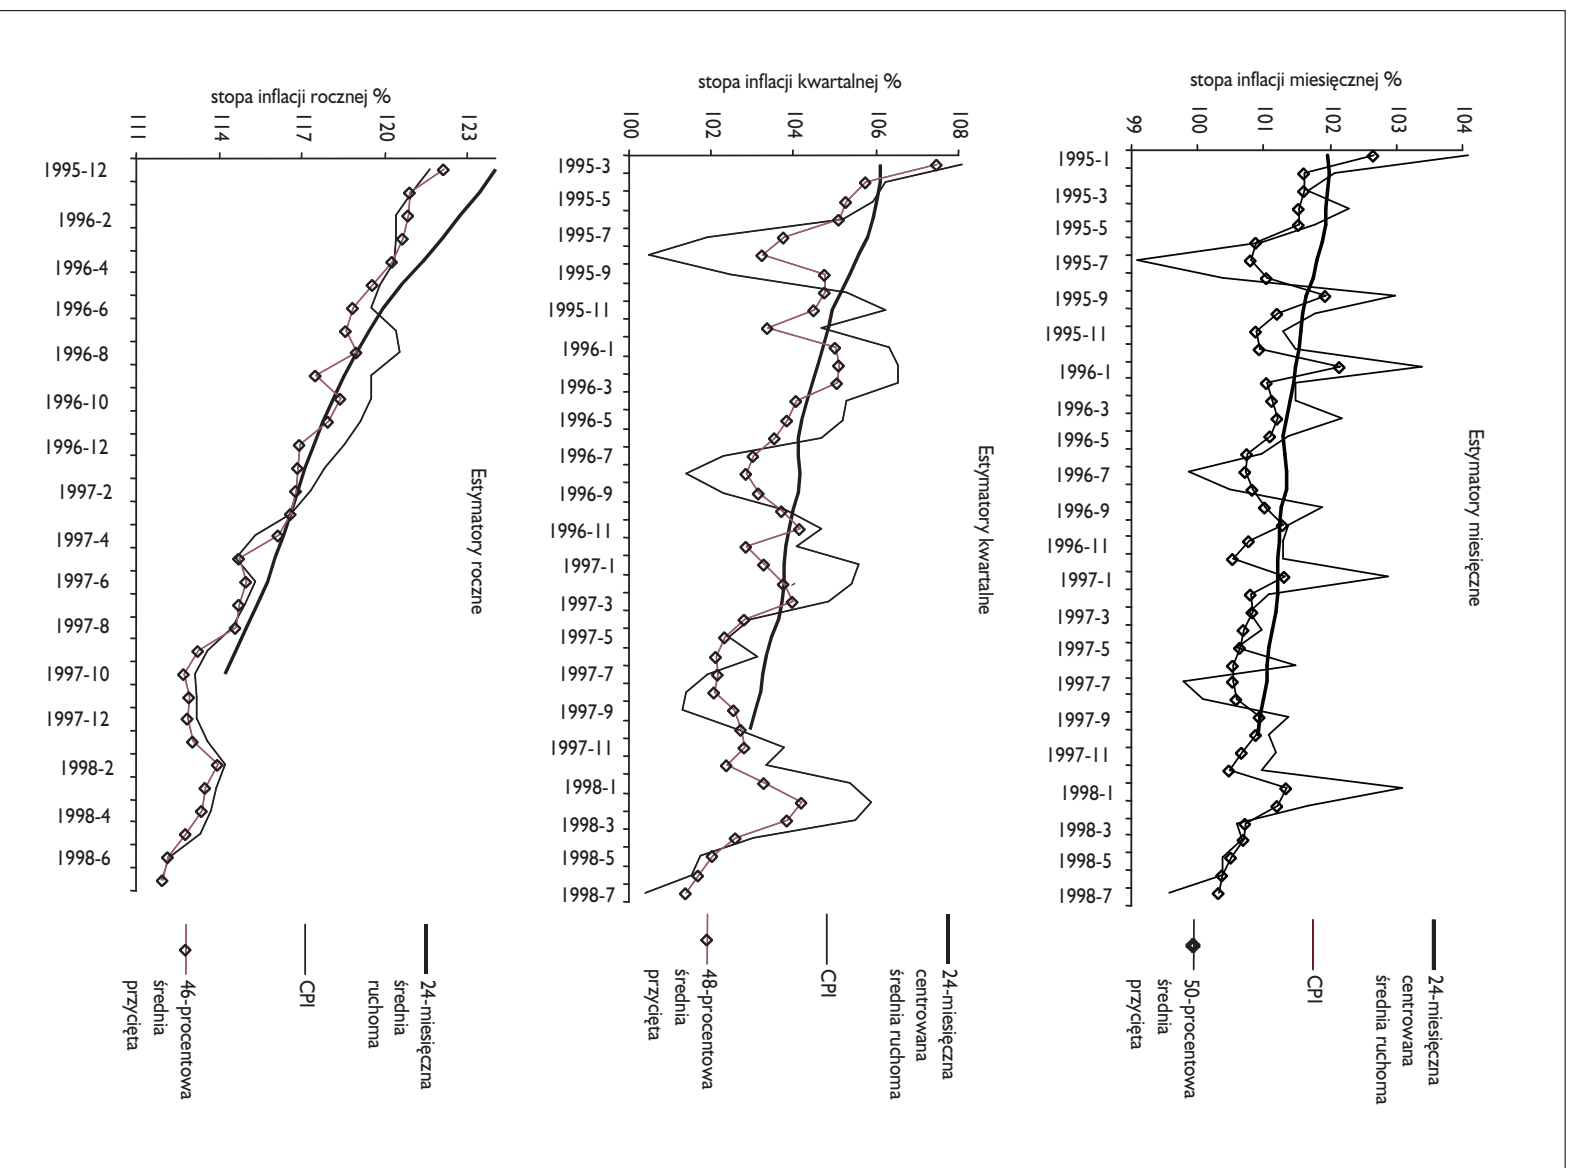 Estymatory miesięczne
stopa inflacji miesięcznej %
104
103
102
101
100
99
1995-1
1995-3
1995-5
1995-7
1995-9
1995-11
1996-1
1996-3
1996-5
1996-7
1996-9
1996-11
1997-1
1997-3
1997-5
1997-7
1997-9
1997-11
1998-1
1998-3
1998-5
1998-7
24-miesięczna
centrowana
średnia ruchoma
CPI
50-procentowa
średnia
przycięta
Estymatory kwartalne
stopa inflacji kwartalnej %
108
106
104
102
100
1995-3
1995-5
1995-7
1995-9
1995-11
1996-1
1996-3
1996-5
1996-7
1996-9
1996-11
1997-1
1997-3
1997-5
1997-7
1997-9
1997-11
1998-1
1998-3
1998-5
1998-7
24-miesięczna
centrowana
średnia ruchoma
CPI
48-procentowa
średnia
przycięta
Estymatory roczne
stopa inflacji rocznej %
123
120
117
114
111
1995-12
1996-2
1996-4
1996-6
1996-8
1996-10
1996-12
1997-2
1997-4
1997-6
1997-8
1997-10
1997-12
1998-2
1998-4
1998-6
24-miesięczna
średnia
ruchoma
CPI
46-procentowa
średnia
przycięta